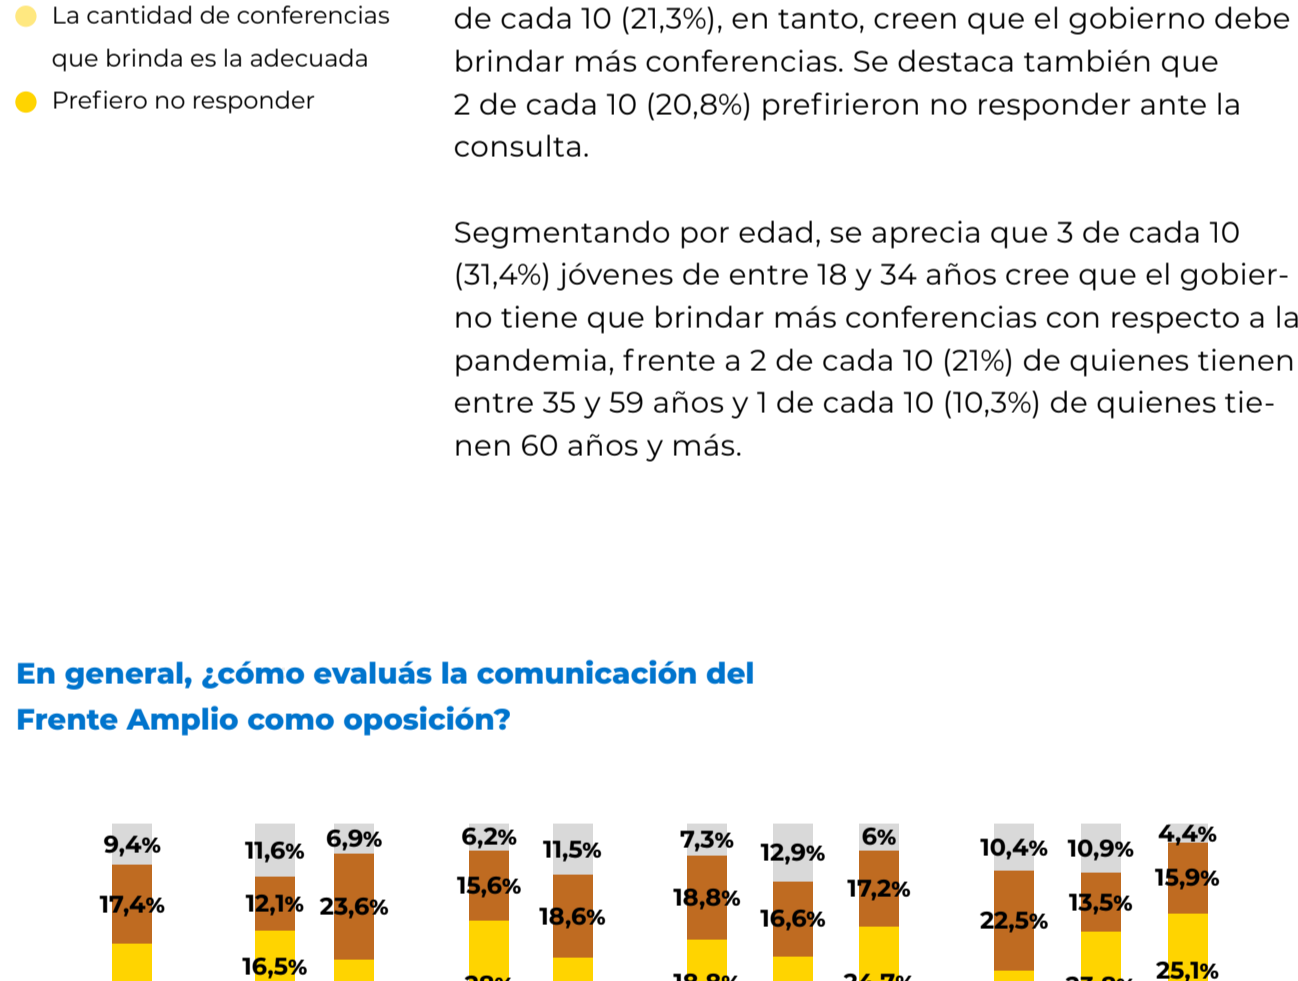 La cantidad de conferencias
que brinda es la adecuada
Prefiero no responder
de cada 10 (21,3%), en tanto, creen que el gobierno debe
brindar más conferencias. Se destaca también que
2 de cada 10 (20,8%) prefirieron no responder ante la
consulta.
Segmentando por edad, se aprecia que 3 de cada 10
(31,4%) jóvenes de entre 18 y 34 años cree que el gobier-
no tiene que brindar más conferencias con respecto a la
pandemia, frente a 2 de cada 10 (21%) de quienes tienen
entre 35 y 59 años y 1 de cada 10 (10,3%) de quienes tie-
nen 60 años y más.
En general, ¿cómo evaluás la comunicación del
Frente Amplio como oposición?
9,4% 11,6% 6,9% 6,2% 11,5% 7,3% 12,9% 6% 10,4% 10,9% 4,4%
17,4% 12,1% 23,6% 15,6% 18,6% 18,8% 16,6% 17,2% 22,5% 13,5% 15,9%
16,5% 25,1%